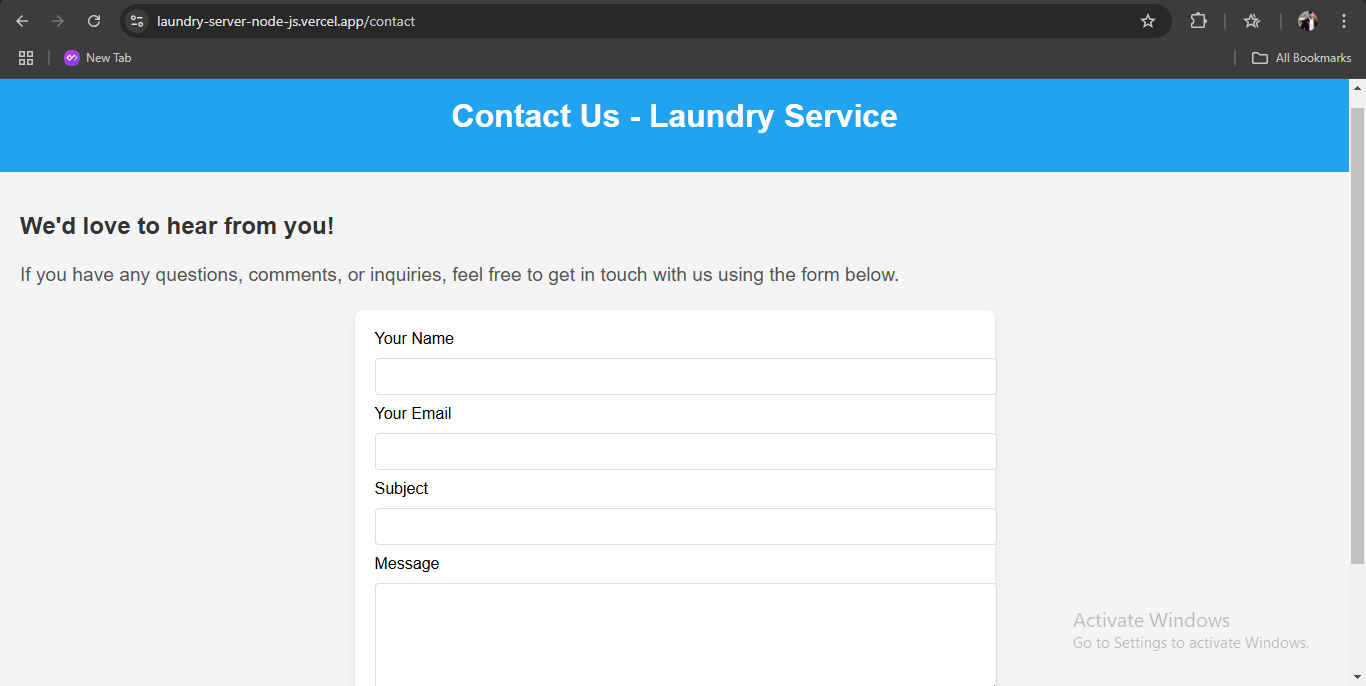 laundry-server-node-js.vercel.app/contact
New Tab
All Bookmarks
Contact Us - Laundry Service
We'd love to hear from you!
If you have any questions, comments, or inquiries, feel free to get in touch with us using the form below.
Your Name
Your Email
Subject
Message
Activate Windows
Go to Settings to activate Windows.